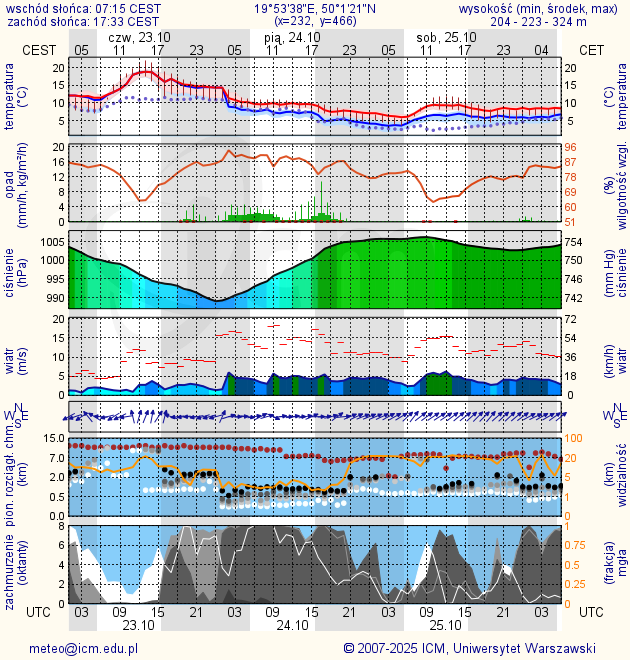 wschód słońca: 07:15 CEST 19°53'38"E, 50°1'21"N wysokość (min, środek, max)
zachód słońca: 17:33 CEST (x=232, y=466) 204 - 223 - 324 m
czw, 23.10 pią, 24.10 sob, 25.10
CEST 05 11 17 23 05 11 17 23 05 11 17 23 04 CET
temperatura (°C) 20 15 10 5 20 15 10 5 temperatura (°C)
opad (mm/h, kg/m²/h) 20 16 12 8 4 0 96 87 78 69 60 51 (%) wilgotność wzgl.
ciśnienie (hPa) 1005 1000 995 990 754 750 746 742 (mm Hg) ciśnienie
wiatr (m/s) 20 15 10 5 0 72 54 36 18 0 (km/h) wiatr
N W E S N W E S
pion. rozciągł. chm. (km) 15.0 7.0 2.0 0.5 0.0 100 20 5 1 0 (km) widzialność
zachmurzenie (oktanty) 8 6 4 2 0 1 0.75 0.5 0.25 0 (frakcja) mgła
UTC 03 09 15 21 03 09 15 21 03 09 15 21 03 UTC
23.10 24.10 25.10
meteo@icm.edu.pl © 2007-2025 ICM, Uniwersytet Warszawski